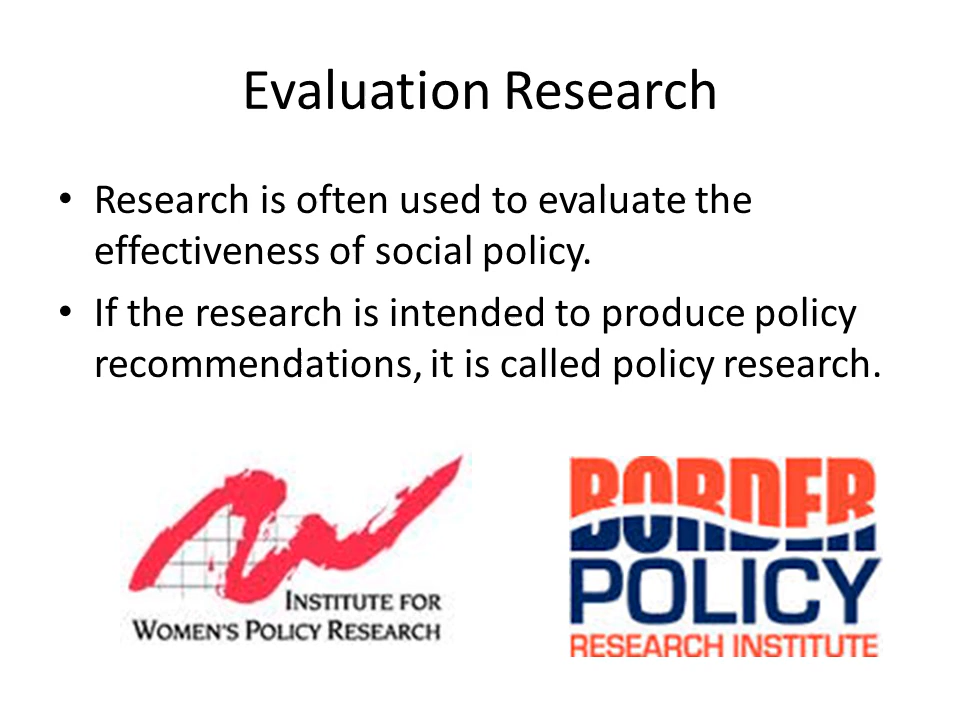 Evaluation Research
• Research is often used to evaluate the
effectiveness of social policy.
• If the research is intended to produce policy
recommendations, it is called policy research.
INSTITUTE FOR
WOMEN'S POLICY RESEARCH
BORDER
POLICY
RESEARCH INSTITUTE